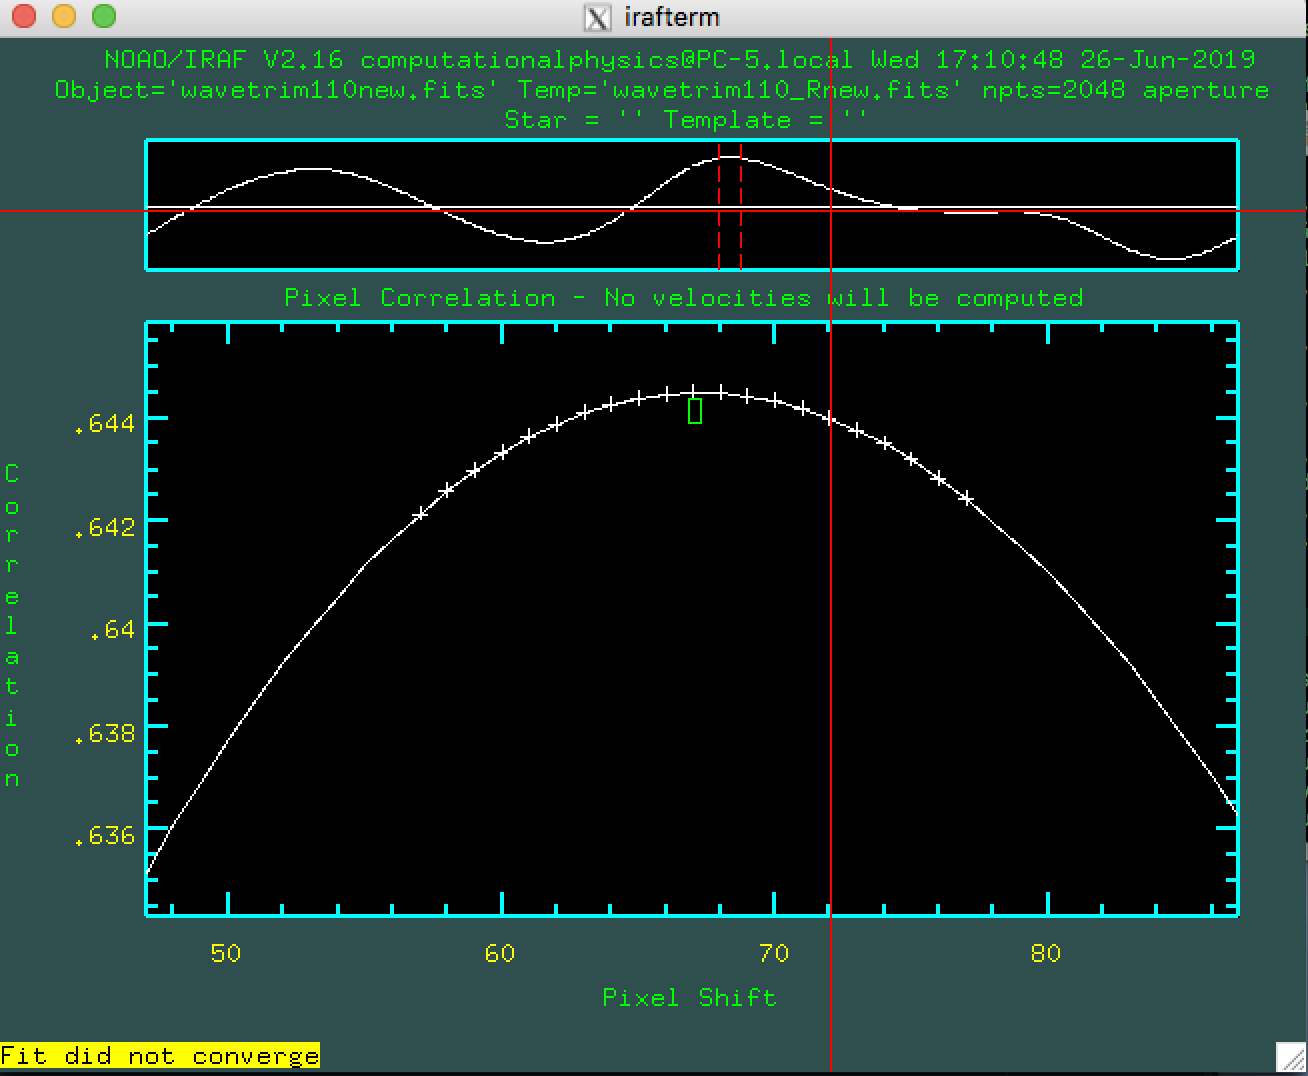 irafterm
NOAO/IRAF V2.16 computationalphysics@PC-5.local Wed 17:10:48 26-Jun-2019
Object='wavetrim110new.fits' Temp='wavetrim110_Rnew.fits' npts=2048 aperture
Star = '' Template = ''
Pixel Correlation - No velocities will be computed
Correlation
.644
.642
.64
.638
.636
50 60 70 80
Pixel Shift
Fit did not converge